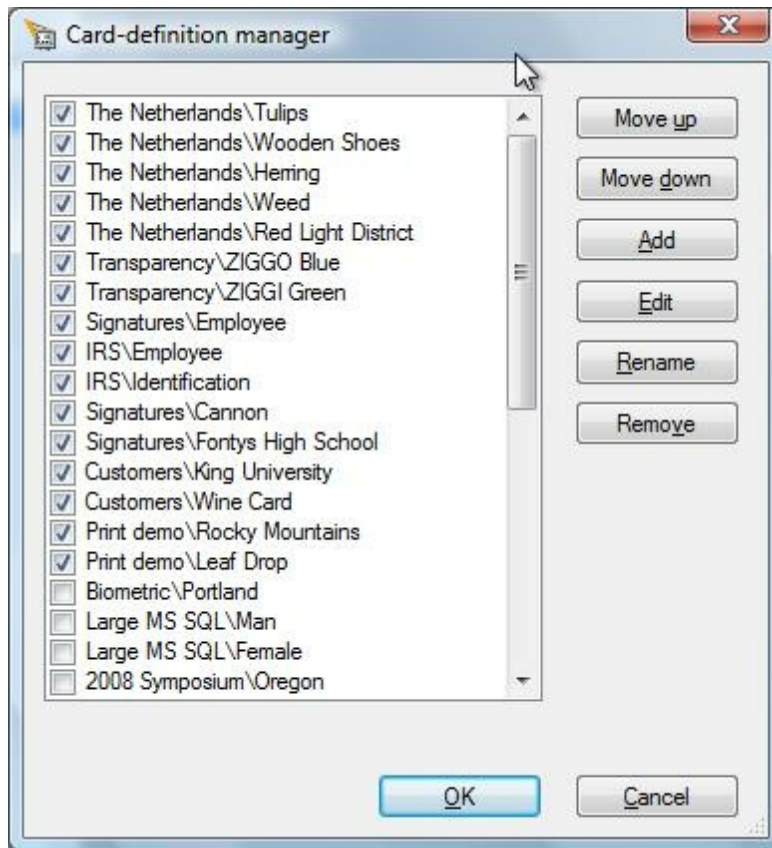 Card-definition manager
The Netherlands\Tulips
The Netherlands\Wooden Shoes
The Netherlands\Herring
The Netherlands\Weed
The Netherlands\Red Light District
Transparency\ZIGGO Blue
Transparency\ZIGGI Green
Signatures\Employee
IRS\Employee
IRS\Identification
Signatures\Cannon
Signatures\Fontys High School
Customers\King University
Customers\Wine Card
Print demo\Rocky Mountains
Print demo\Leaf Drop
Biometric\Portland
Large MS SQL\Man
Large MS SQL\Female
2008 Symposium\Oregon
Move up
Move down
Add
Edit
Rename
Remove
OK
Cancel